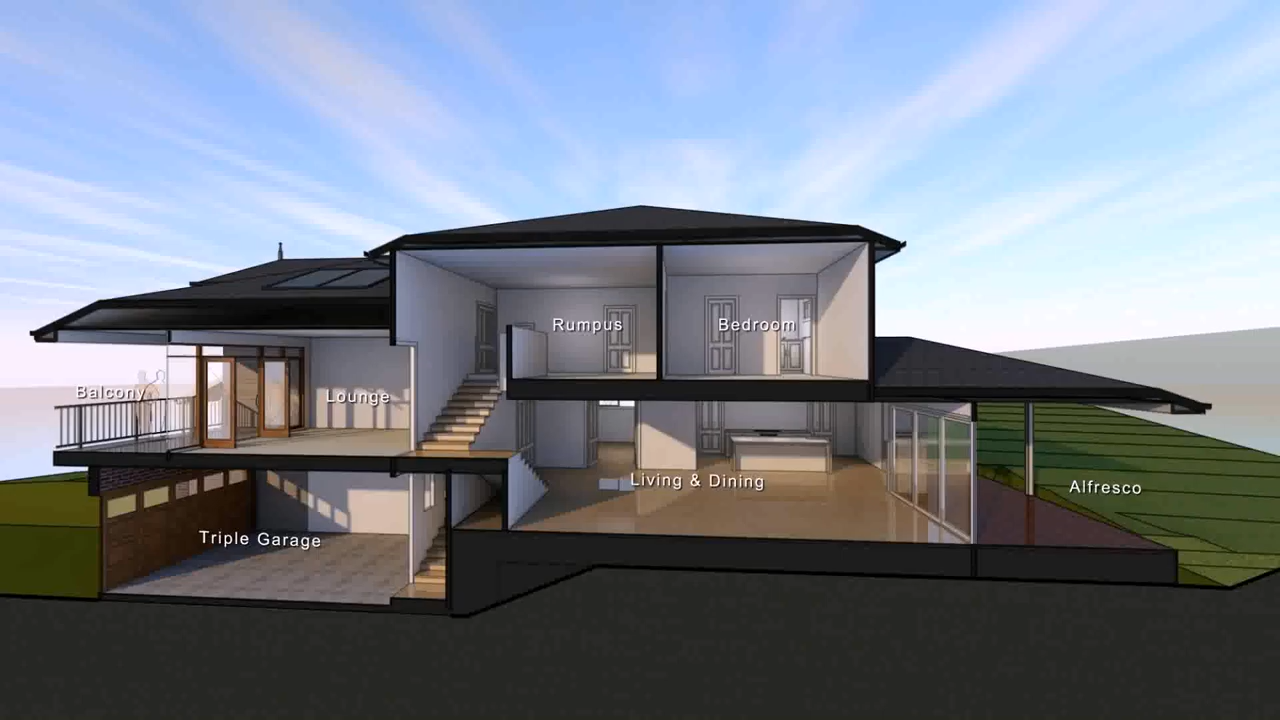 Rumpus
Bedroom
Balcony
Lounge
Living & Dining
Alfresco
Triple Garage